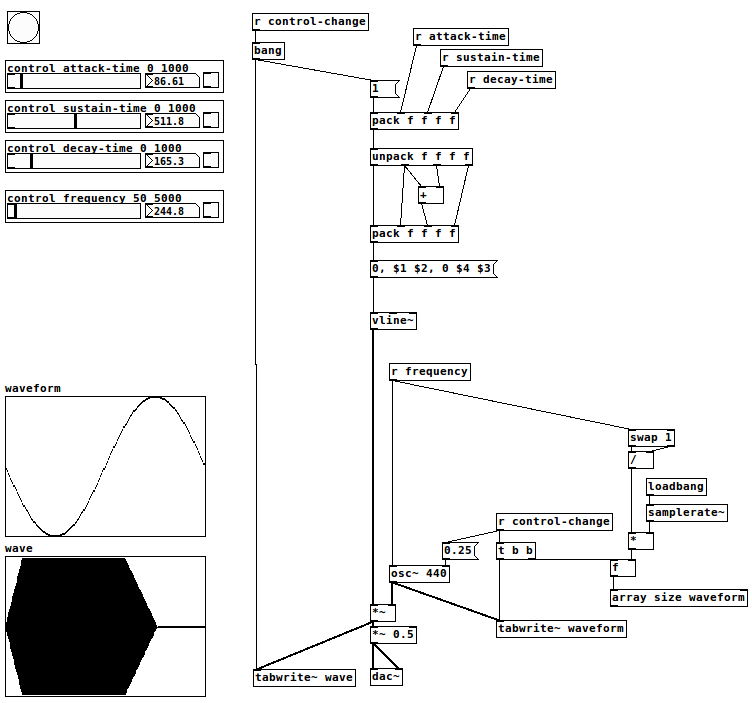 control attack-time 0 1000
86.61
control sustain-time 0 1000
511.8
control decay-time 0 1000
165.3
control frequency 50 5000
244.8
waveform
wave
r control-change
bang
r attack-time
r sustain-time
r decay-time
1
pack f f f f
unpack f f f f
+
pack f f f f
0, $1 $2, 0 $4 $3
vline~
r frequency
swap 1
/
loadbang
samplerate~
*
r control-change
0.25
t b b
f
osc~ 440
array size waveform
*~
*~ 0.5
tabwrite~ waveform
tabwrite~ wave
dac~